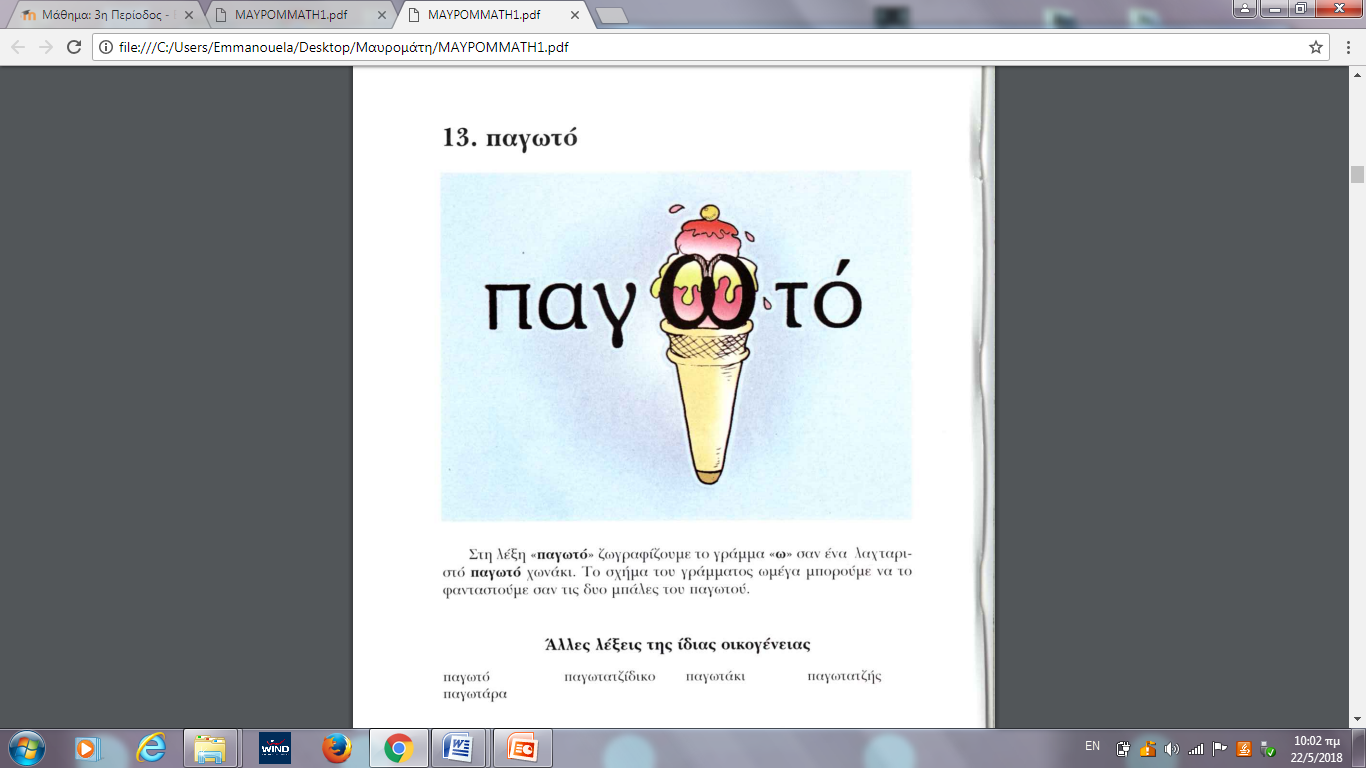 Μάθημα: 3η Περίοδος -
MAYPOMMATH1.pdf
MAYPOMMATH1.pdf
file:///C:/Users/Emmanouela/Desktop/Μαυρομάτη/MAYPOMMATH1.pdf
13. παγωτό
παγωτό
Στη λέξη «παγωτό» ζωγραφίζουμε το γράμμα «ω» σαν ένα λαχταρι-
στό παγωτό χωνάκι. Το σχήμα του γράμματος ωμέγα μπορούμε να το
φανταστούμε σαν τις δυο μπάλες του παγωτού.
Άλλες λέξεις της ίδιας οικογένειας
παγωτό παγωτατζίδικο παγωτάκι παγωτατζής
παγωτάρα
WIND
EN
10:02 πμ
22/5/2018